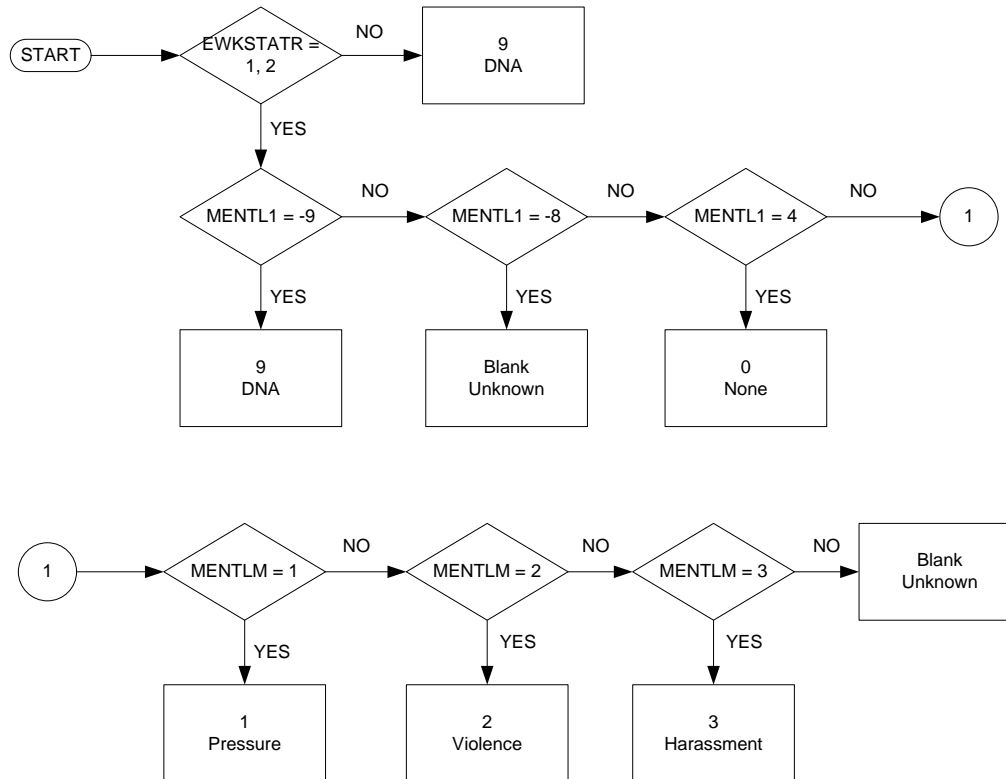 START
EWKSTATR =
1, 2
NO
9
DNA
YES
MENTL1 = -9
NO
MENTL1 = -8
NO
MENTL1 = 4
NO
1
YES
YES
YES
9
DNA
Blank
Unknown
0
None
1
MENTLM = 1
NO
MENTLM = 2
NO
MENTLM = 3
NO
Blank
Unknown
YES
YES
YES
1
Pressure
2
Violence
3
Harassment